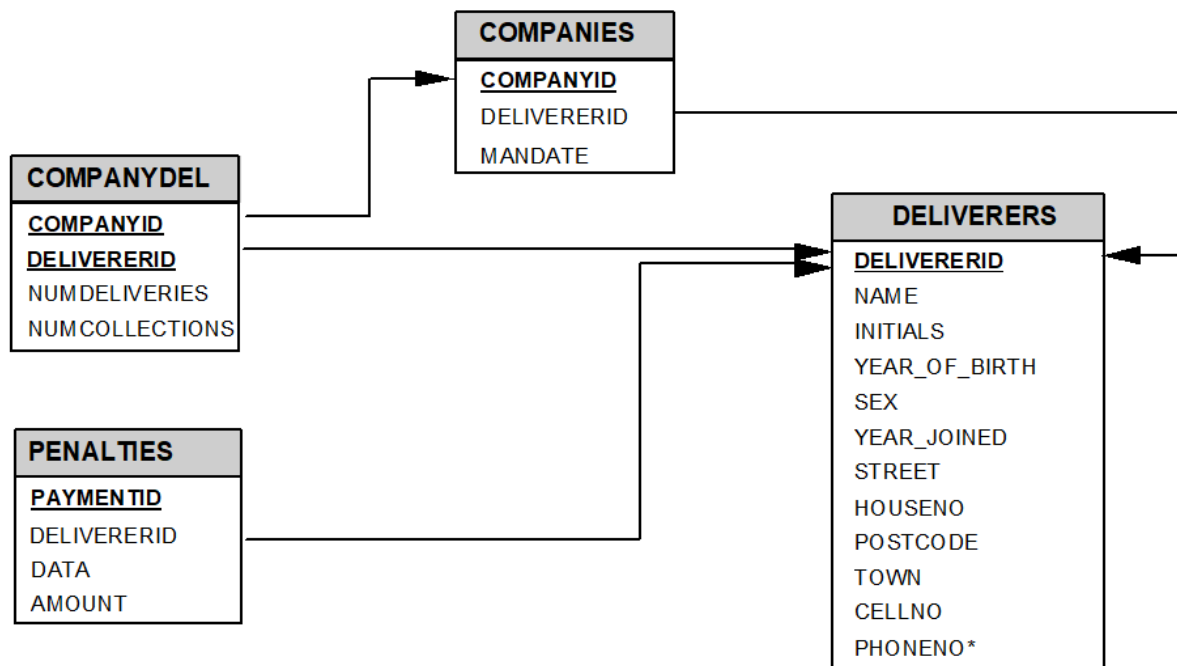 COMPANIES
COMPANYID
DELIVERERID
MANDATE
COMPANYDEL
COMPANYID
DELIVERERID
NUMDELIVERIES
NUMCOLLECTIONS
DELIVERERS
DELIVERERID
NAME
INITIALS
YEAR_OF_BIRTH
SEX
YEAR_JOINED
STREET
HOUSENO
POSTCODE
TOWN
CELLNO
PHONENO*
PENALTIES
PAYMENTID
DELIVERERID
DATA
AMOUNT